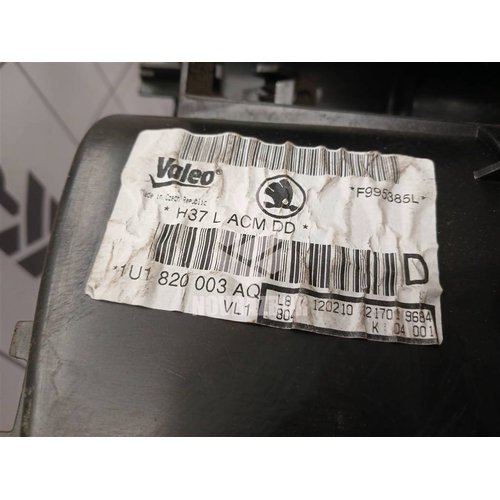 Valeo
Made in Czech Republic
*F995385L*
* H37 L ACM DD *
D
*1U1 820 003 AQ
VL1
L8 120210 21701 9684
804 K 04 001